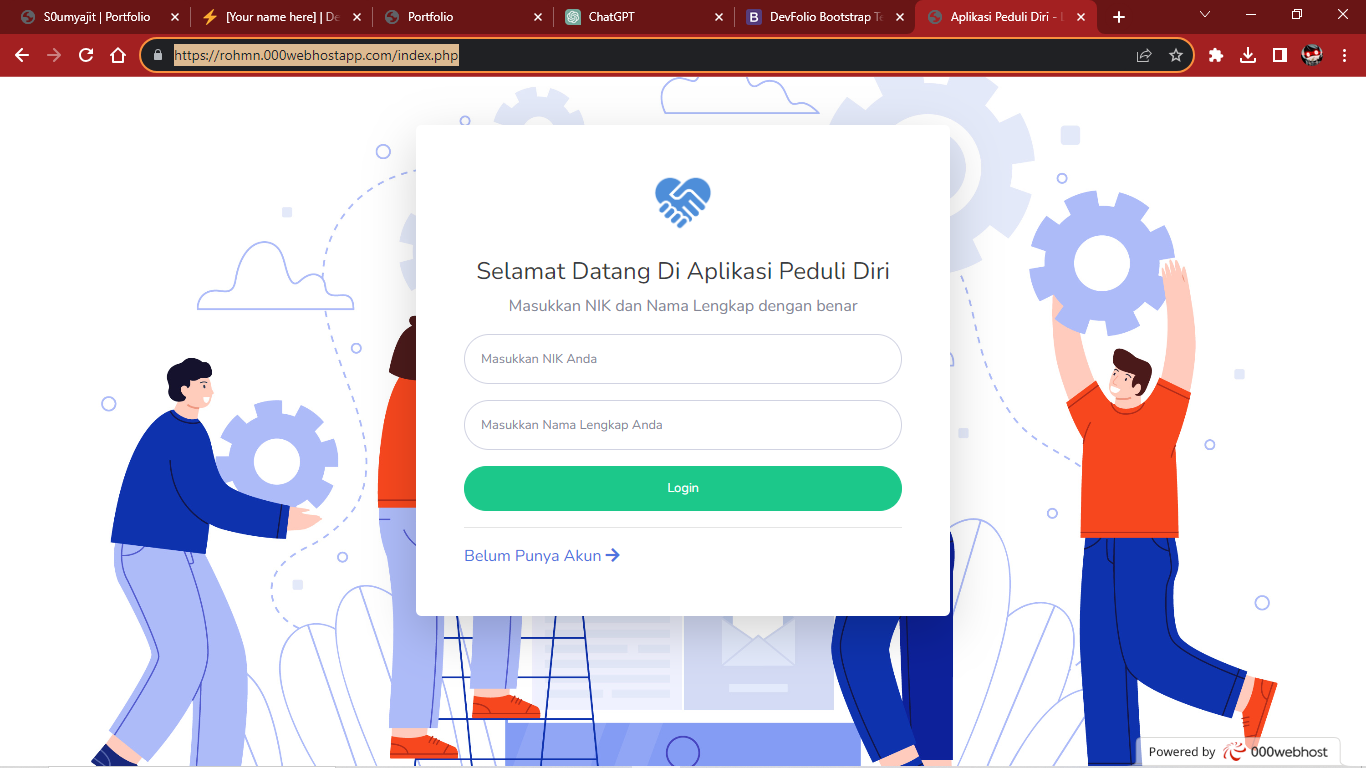 S0umyajit | Portfolio
[Your name here] | De
Portfolio
ChatGPT
DevFolio Bootstrap Te
Aplikasi Peduli Diri - L
https://rohmn.000webhostapp.com/index.php
Selamat Datang Di Aplikasi Peduli Diri
Masukkan NIK dan Nama Lengkap dengan benar
Masukkan NIK Anda
Masukkan Nama Lengkap Anda
Login
Belum Punya Akun
Powered by 000webhost